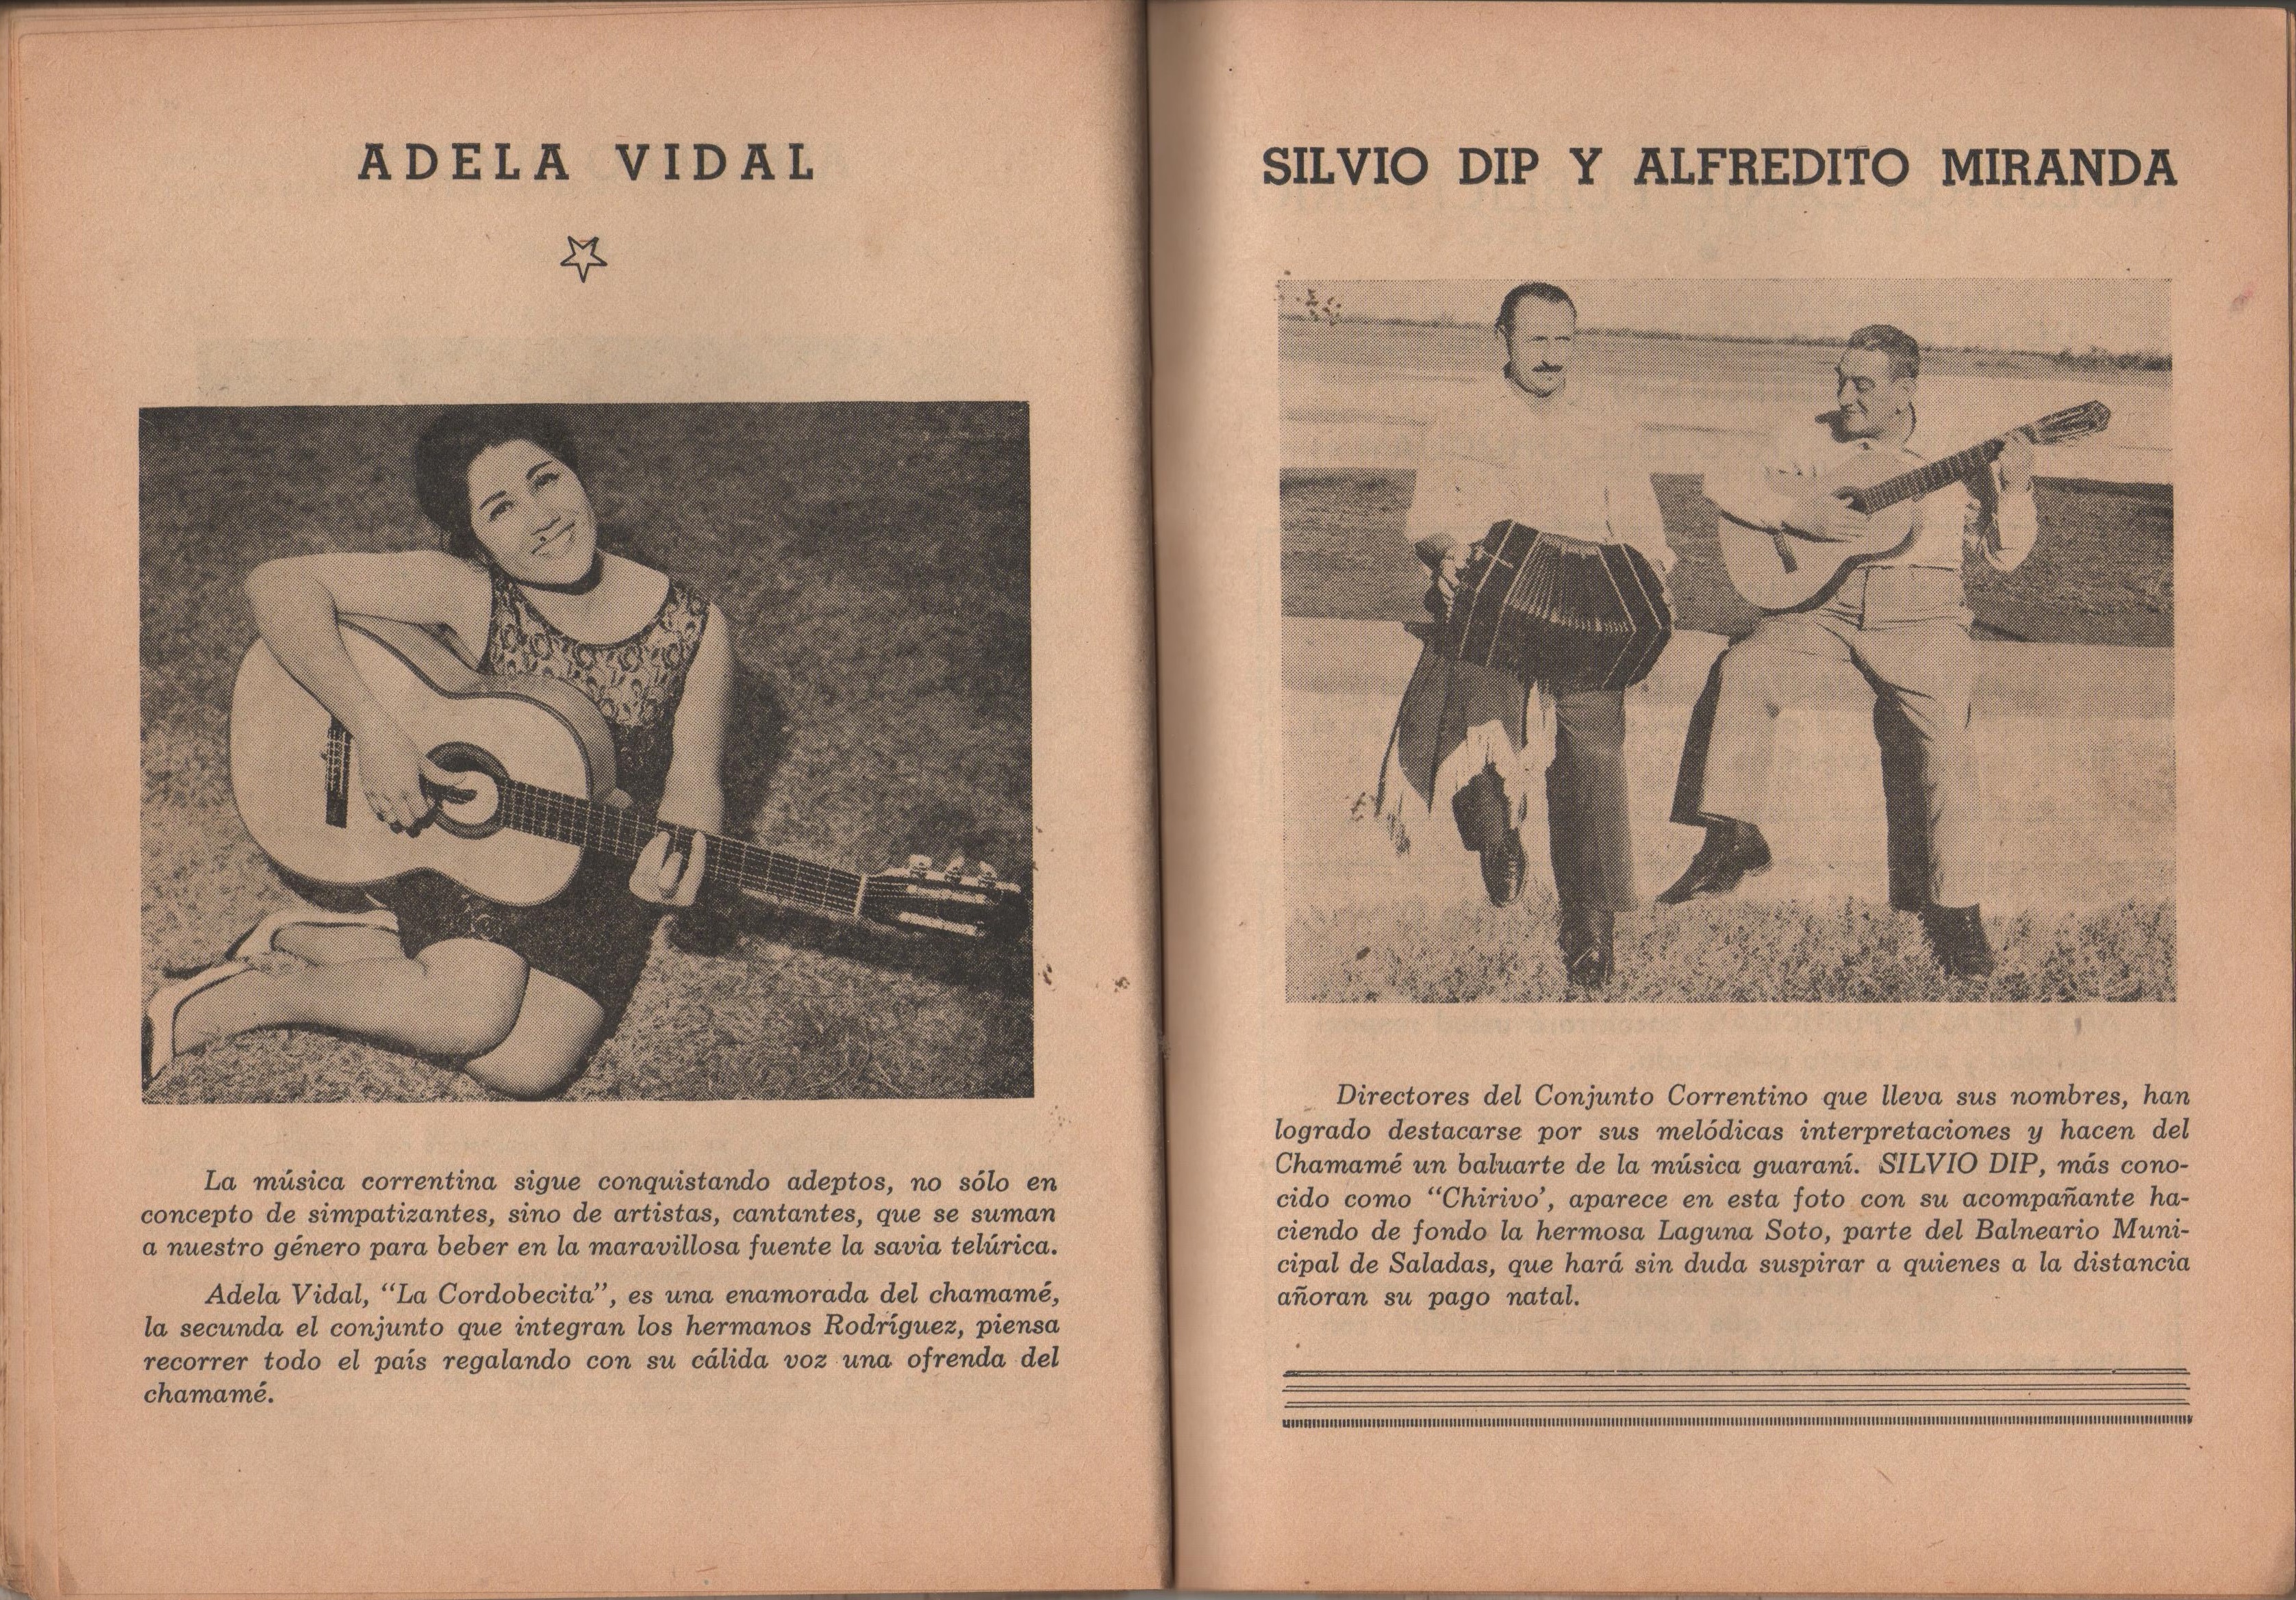 ADELA VIDAL
La música correntina sigue conquistando adeptos, no sólo en
concepto de simpatizantes, sino de artistas, cantantes, que se suman
a nuestro género para beber en la maravillosa fuente la savia telúrica.
Adela Vidal, “La Cordobecita”, es una enamorada del chamamé,
la secunda el conjunto que integran los hermanos Rodríguez, piensa
recorrer todo el país regalando con su cálida voz una ofrenda del
chamamé.
SILVIO DIP Y ALFREDITO MIRANDA
Directores del Conjunto Correntino que lleva sus nombres, han
logrado destacarse por sus melódicas interpretaciones y hacen del
Chamamé un baluarte de la música guaraní. SILVIO DIP, más cono-
cido como “Chirivo’, aparece en esta foto con su acompañante ha-
ciendo de fondo la hermosa Laguna Soto, parte del Balneario Muni-
cipal de Saladas, que hará sin duda suspirar a quienes a la distancia
añoran su pago natal.